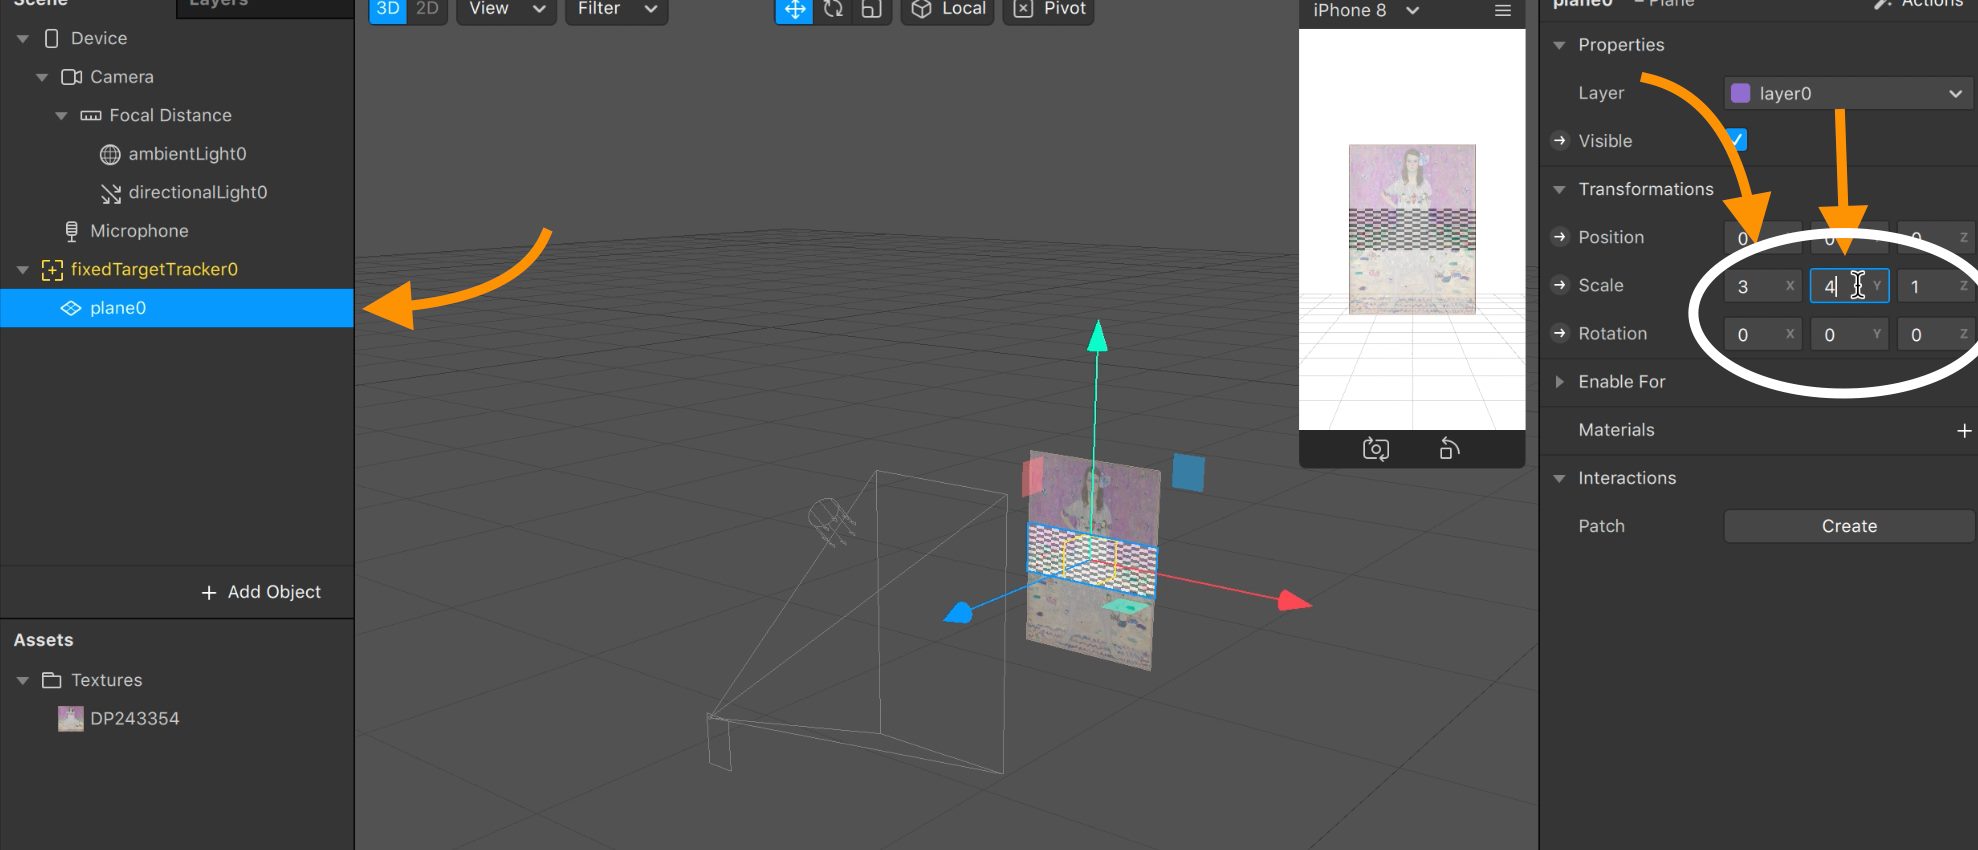 Scene Layers
Device
Camera
Focal Distance
ambientLight0
directionalLight0
Microphone
fixedTargetTracker0
plane0
+ Add Object
Assets
Textures
DP243354
3D 2D View Filter Local Pivot
iPhone 8
plane0 – Plane Actions
Properties
Layer layer0
Visible
Transformations
Position 0 0 0 Z
Scale 3 X 4 Y 1 Z
Rotation 0 X 0 Y 0 Z
Enable For
Materials +
Interactions
Patch Create